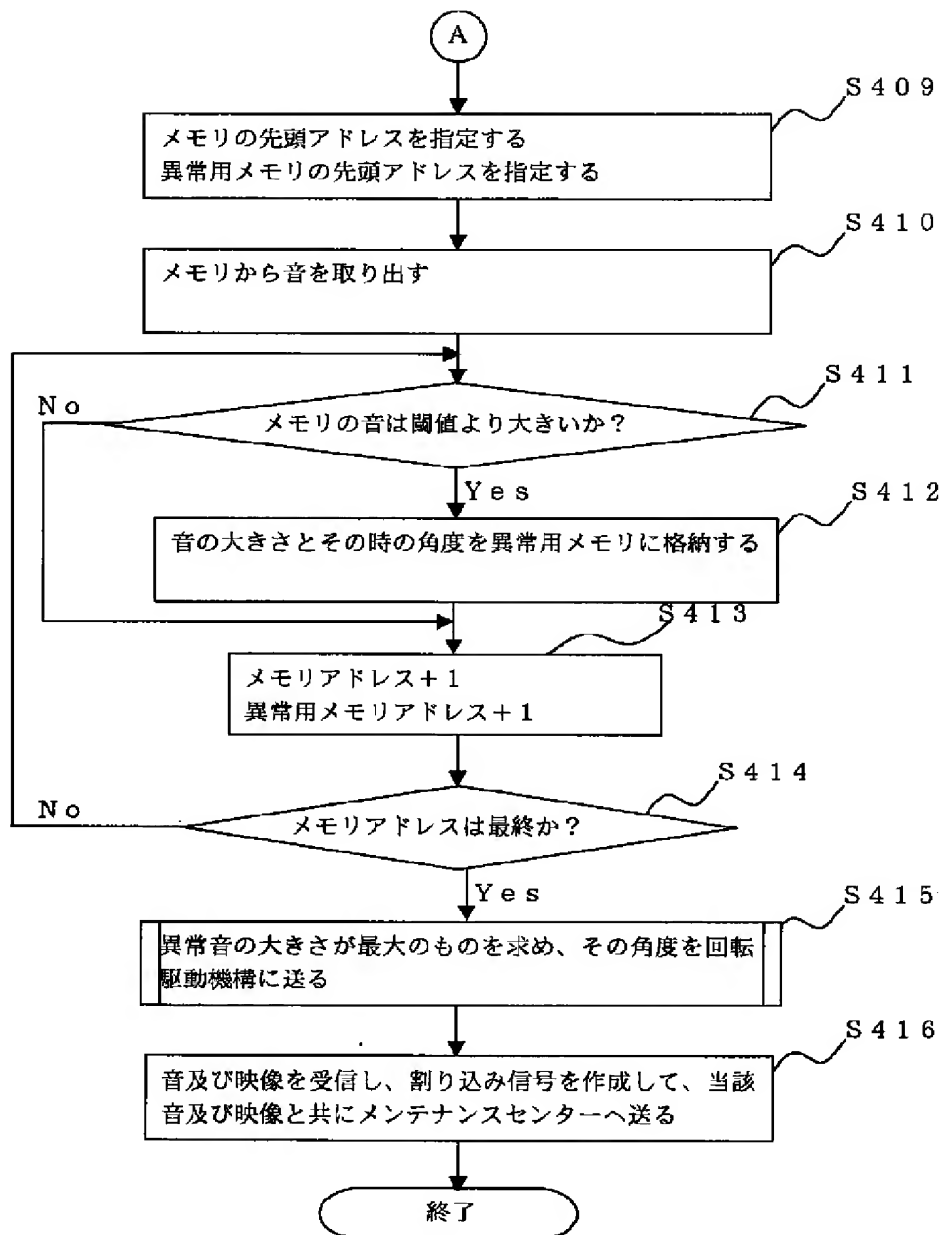 A
S409
メモリの先頭アドレスを指定する
異常用メモリの先頭アドレスを指定する
S410
メモリから音を取り出す
S411
No
メモリの音は閾値より大きいか?
Yes
S412
音の大きさとその時の角度を異常用メモリに格納する
S413
メモリアドレス+1
異常用メモリアドレス+1
S414
No
メモリアドレスは最終か?
Yes
S415
異常音の大きさが最大のものを求め、その角度を回転
駆動機構に送る
S416
音及び映像を受信し、割り込み信号を作成して、当該
音及び映像と共にメンテナンスセンターへ送る
終了